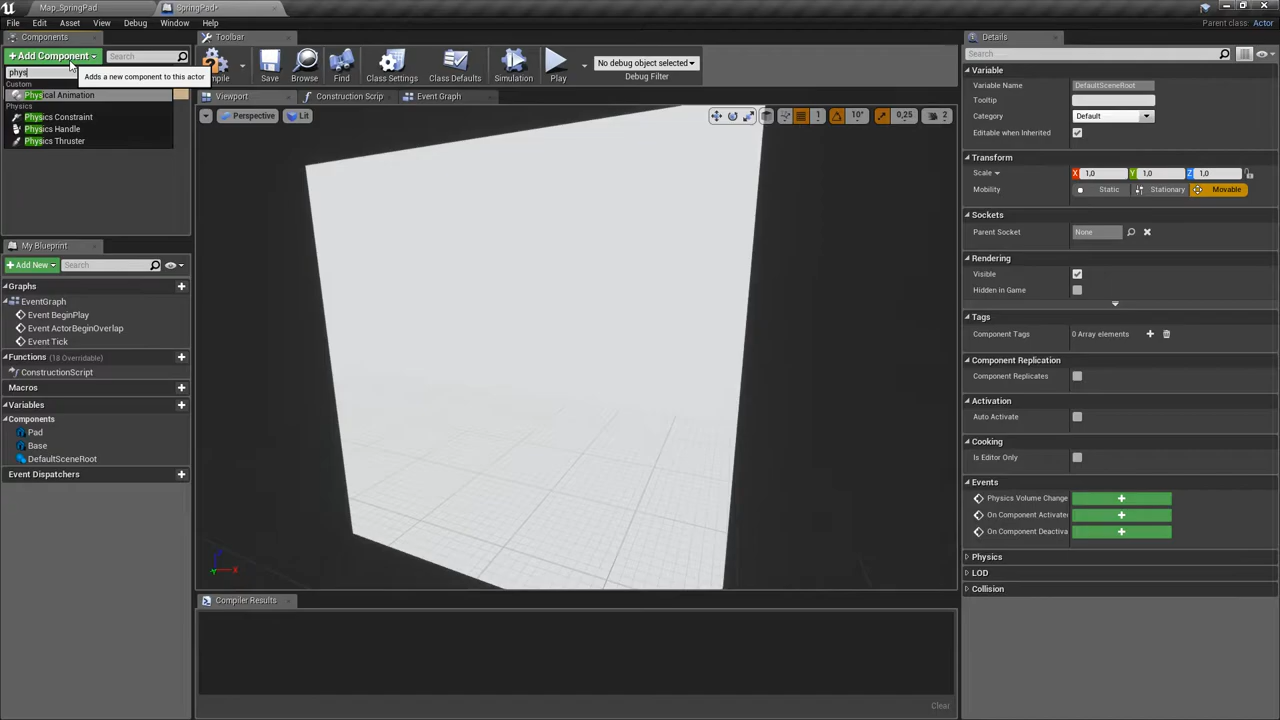 Map_SpringPad
SpringPad*
File Edit Asset View Debug Window Help
Parent class: Actor
Components
+Add Component
Search
phys
Adds a new component to this actor
Custom
Physical Animation
Physics
Physics Constraint
Physics Handle
Physics Thruster
My Blueprint
+Add New
Search
Graphs
EventGraph
Event BeginPlay
Event ActorBeginOverlap
Event Tick
Functions (18 Overridable)
ConstructionScript
Macros
Variables
Components
Pad
Base
DefaultSceneRoot
Event Dispatchers
Toolbar
Save
Browse
Find
Class Settings
Class Defaults
Simulation
Play
No debug object selected
Debug Filter
Viewport
Construction Scrip
Event Graph
Perspective
Lit
1
10°
0,25
2
Compiler Results
Clear
Details
Search
Variable
Variable Name DefaultSceneRoot
Tooltip
Category Default
Editable when Inherited
Transform
Scale X 1,0 Y 1,0 Z 1,0
Mobility Static Stationary Movable
Sockets
Parent Socket None
Rendering
Visible
Hidden in Game
Tags
Component Tags 0 Array elements
Component Replication
Component Replicates
Activation
Auto Activate
Cooking
Is Editor Only
Events
Physics Volume Change
On Component Activate
On Component Deactiva
Physics
LOD
Collision